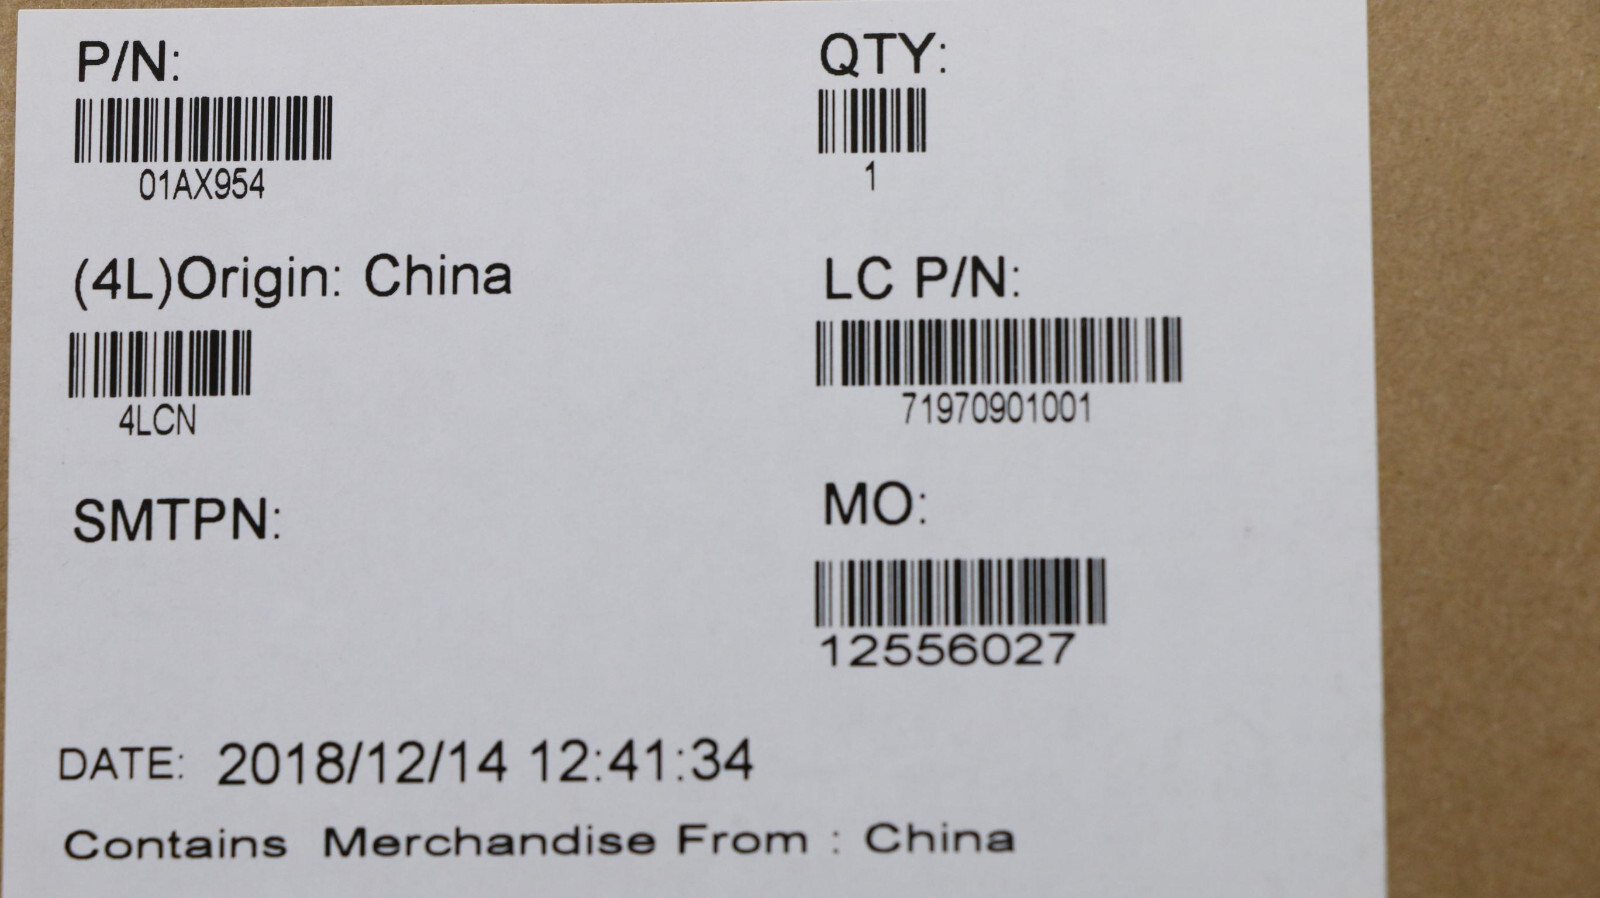 P/N:
01AX954
QTY:
1
(4L)Origin: China
4LCN
LC P/N:
71970901001
SMTPN:
MO:
12556027
DATE: 2018/12/14 12:41:34
Contains Merchandise From : China